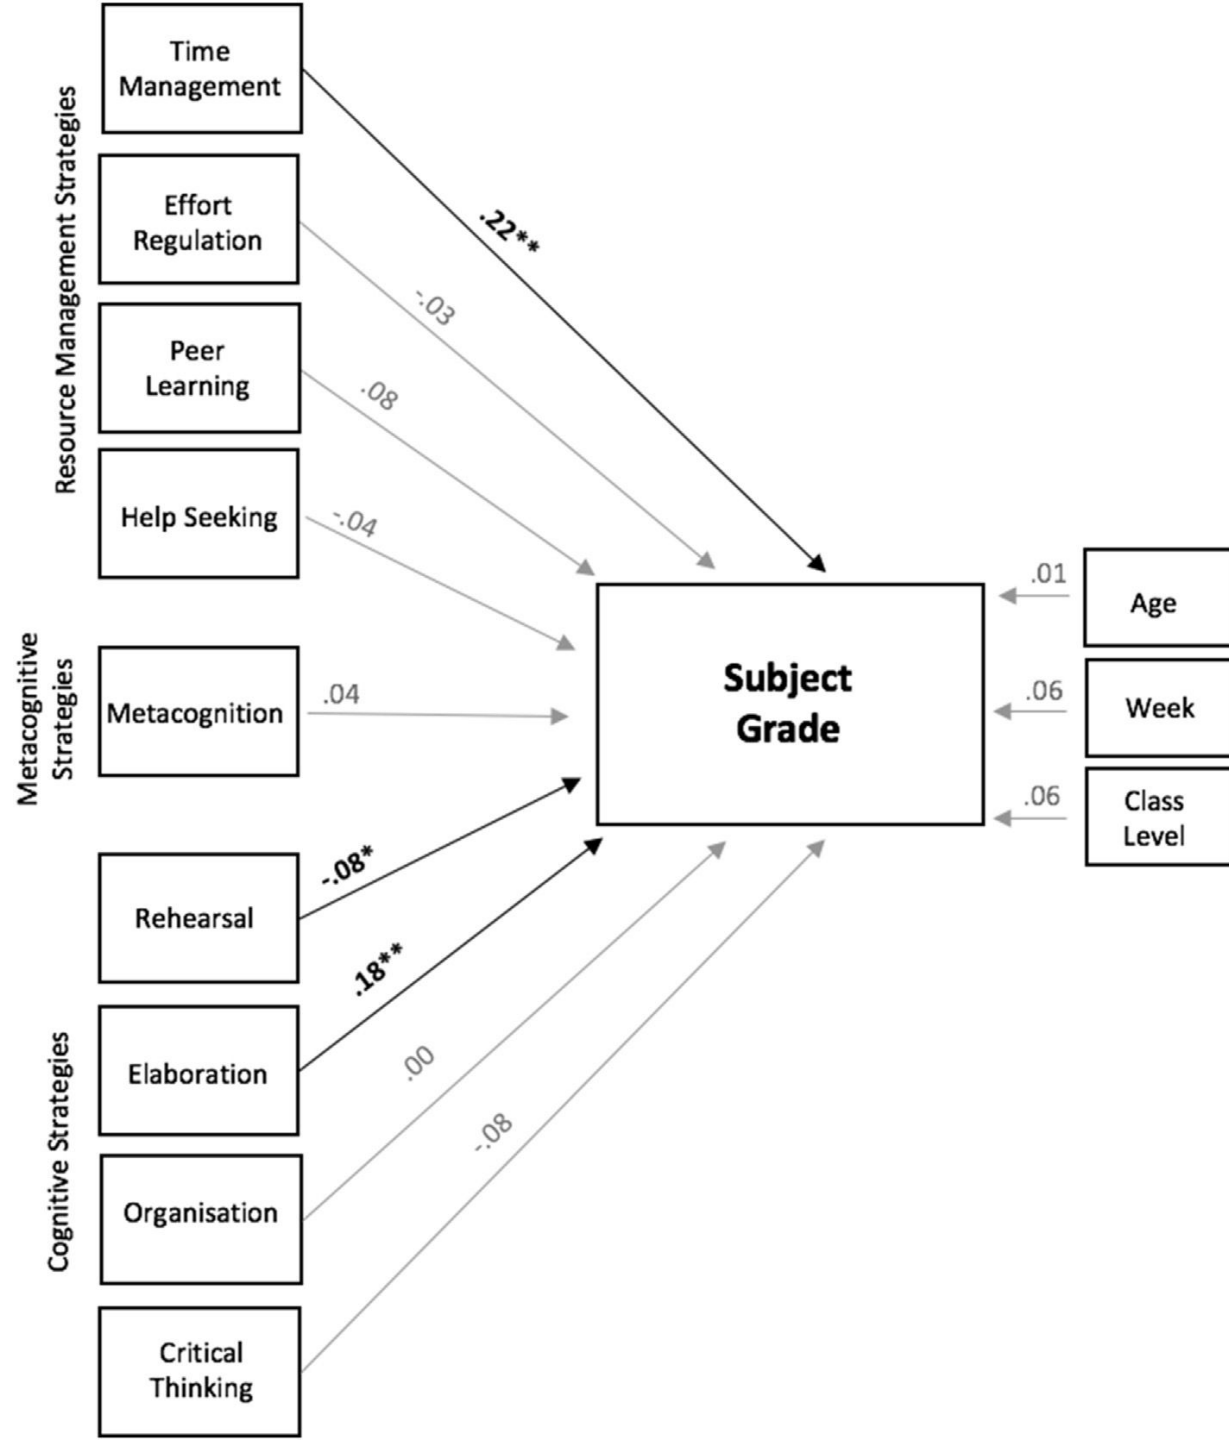 Resource Management Strategies
Time
Management
.22**
Effort
Regulation
-.03
Peer
Learning
.08
Help Seeking
-.04
Metacognitive
Strategies
Metacognition
.04
Subject
Grade
.01
Age
.06
Week
.06
Class
Level
Cognitive Strategies
Rehearsal
-.08*
Elaboration
.18**
Organisation
.00
Critical
Thinking
-.08